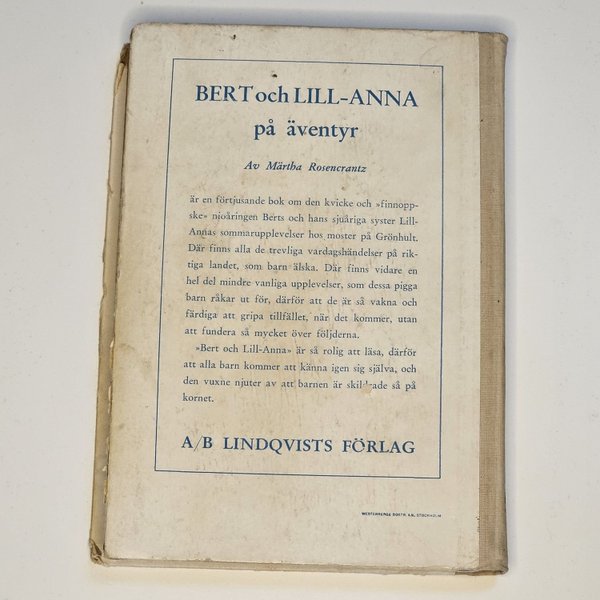 BERT och LILL-ANNA
på äventyr
Av Märtha Rosencrantz
är en förtjusande bok om den kvicke och »finnopp-
ske» nioåringen Berts och hans sjuåriga syster Lill-
Annas sommarupplevelser hos moster på Grönhult.
Där finns alla de trevliga vardagshändelser på rik-
tiga landet, som barn älska. Där finns vidare en
hel del mindre vanliga upplevelser, som dessa pigga
barn råkar ut för, därför att de är så vakna och
färdiga att gripa tillfället, när det kommer, utan
att fundera så mycket över följderna.
»Bert och Lill-Anna» är så rolig att läsa, därför
att alla barn kommer att känna igen sig själva, och
den vuxne njuter av att barnen är skildrade så på
kornet.
A/B LINDQVISTS FÖRLAG
WESTERBERGS BOKTR. A.B., STOCKHOLM